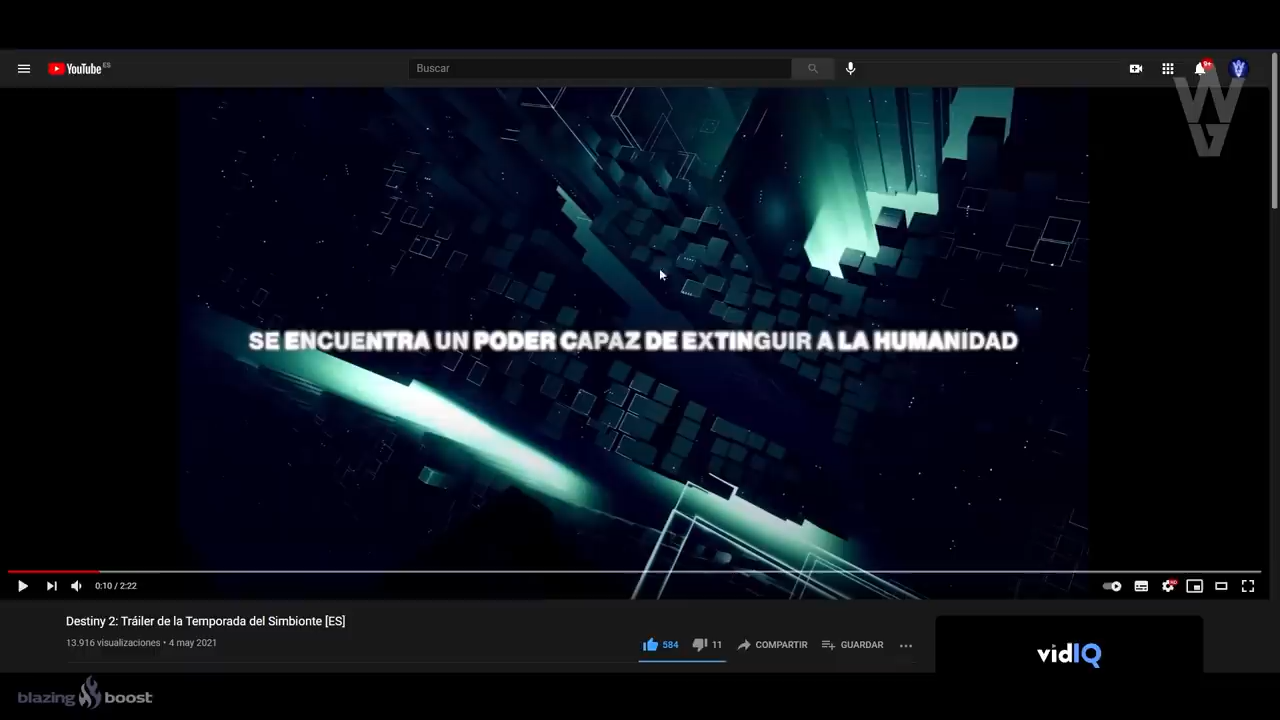 YouTube ES
Buscar
9+
SE ENCUENTRA UN PODER CAPAZ DE EXTINGUIR A LA HUMANIDAD
0:10 / 2:22
HD
Destiny 2: Tráiler de la Temporada del Simbionte [ES]
13.916 visualizaciones • 4 may 2021
584
11
COMPARTIR
GUARDAR
vidIQ
blazing boost